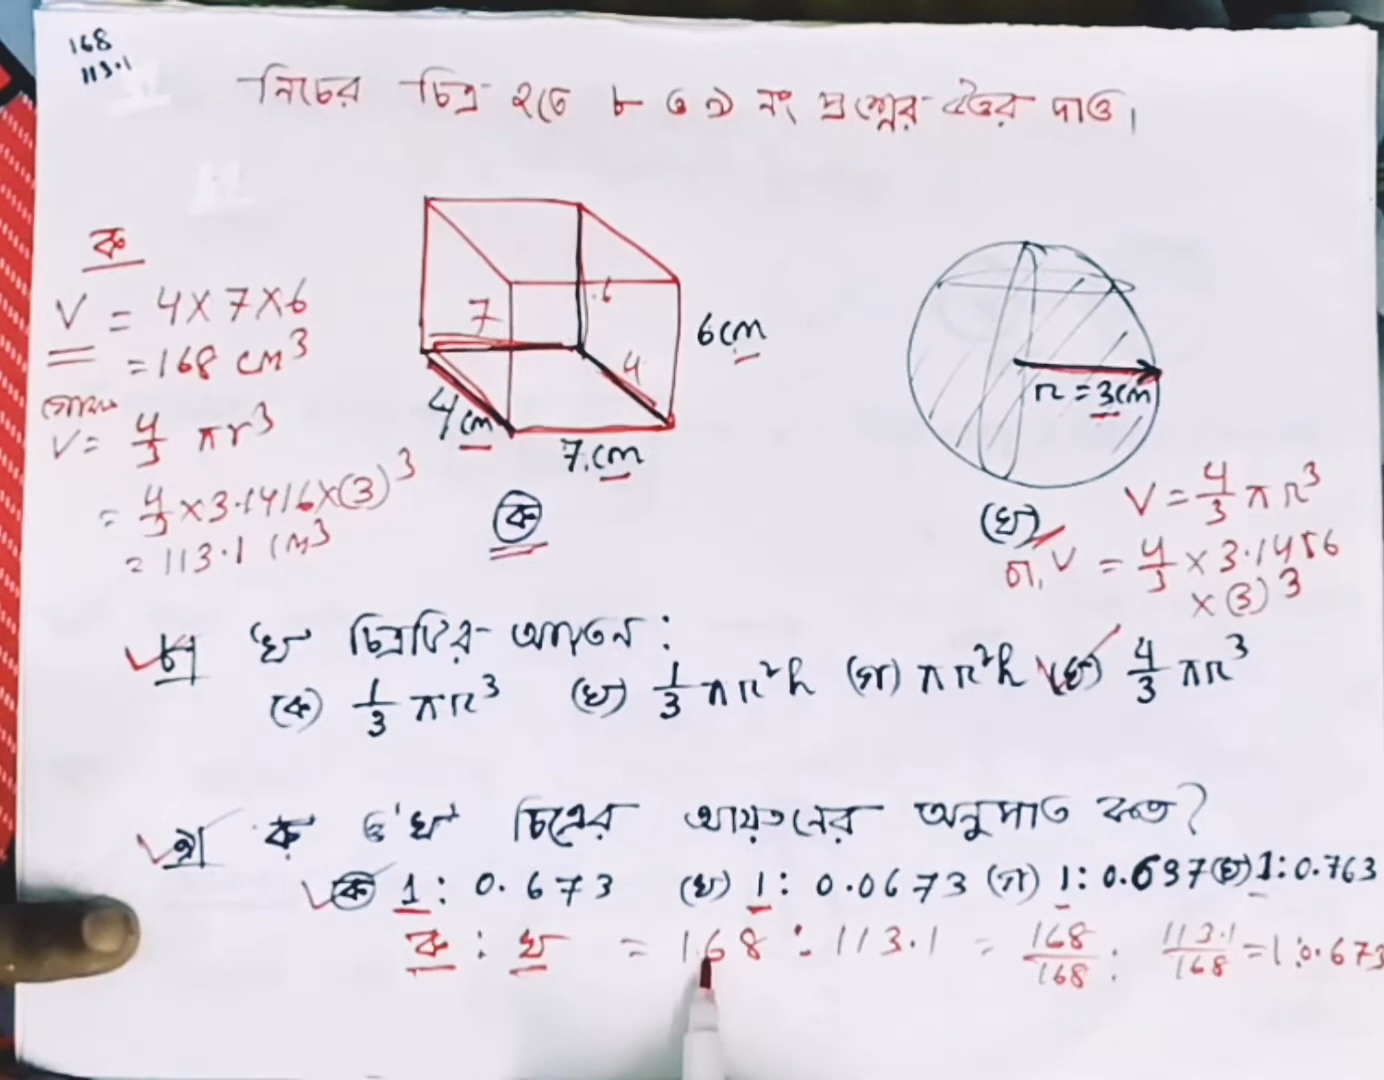 168
113.1
নিচের চিত্র হতে ৮ ও ৯ নং প্রশ্নের উত্তর দাও।
ক
V = 4X7X6
= 168 cm³
গোলক
V = 4/3 πr³
= 4/3 × 3.1416×(3)³
= 113.1 cm³
7
6
4
6cm
4cm
7.cm
ক
r = 3cm
(খ)
V = 4/3 πr³
বা, V = 4/3 × 3.1456
× (3)³
৮। 'খ' চিত্রটির আয়তন:
(ক) 1/3 πr³ (খ) 1/3 πr²h (গ) πr²h (ঘ) 4/3 πr³
৯। ক ও 'খ' চিত্রের আয়তনের অনুপাত কত?
(ক) 1: 0.673 (খ) 1: 0.0673 (গ) 1: 0.697 (ঘ) 1:0.763
ক : খ = 168 : 113.1 = 168/168 : 113.1/168 = 1:0.673